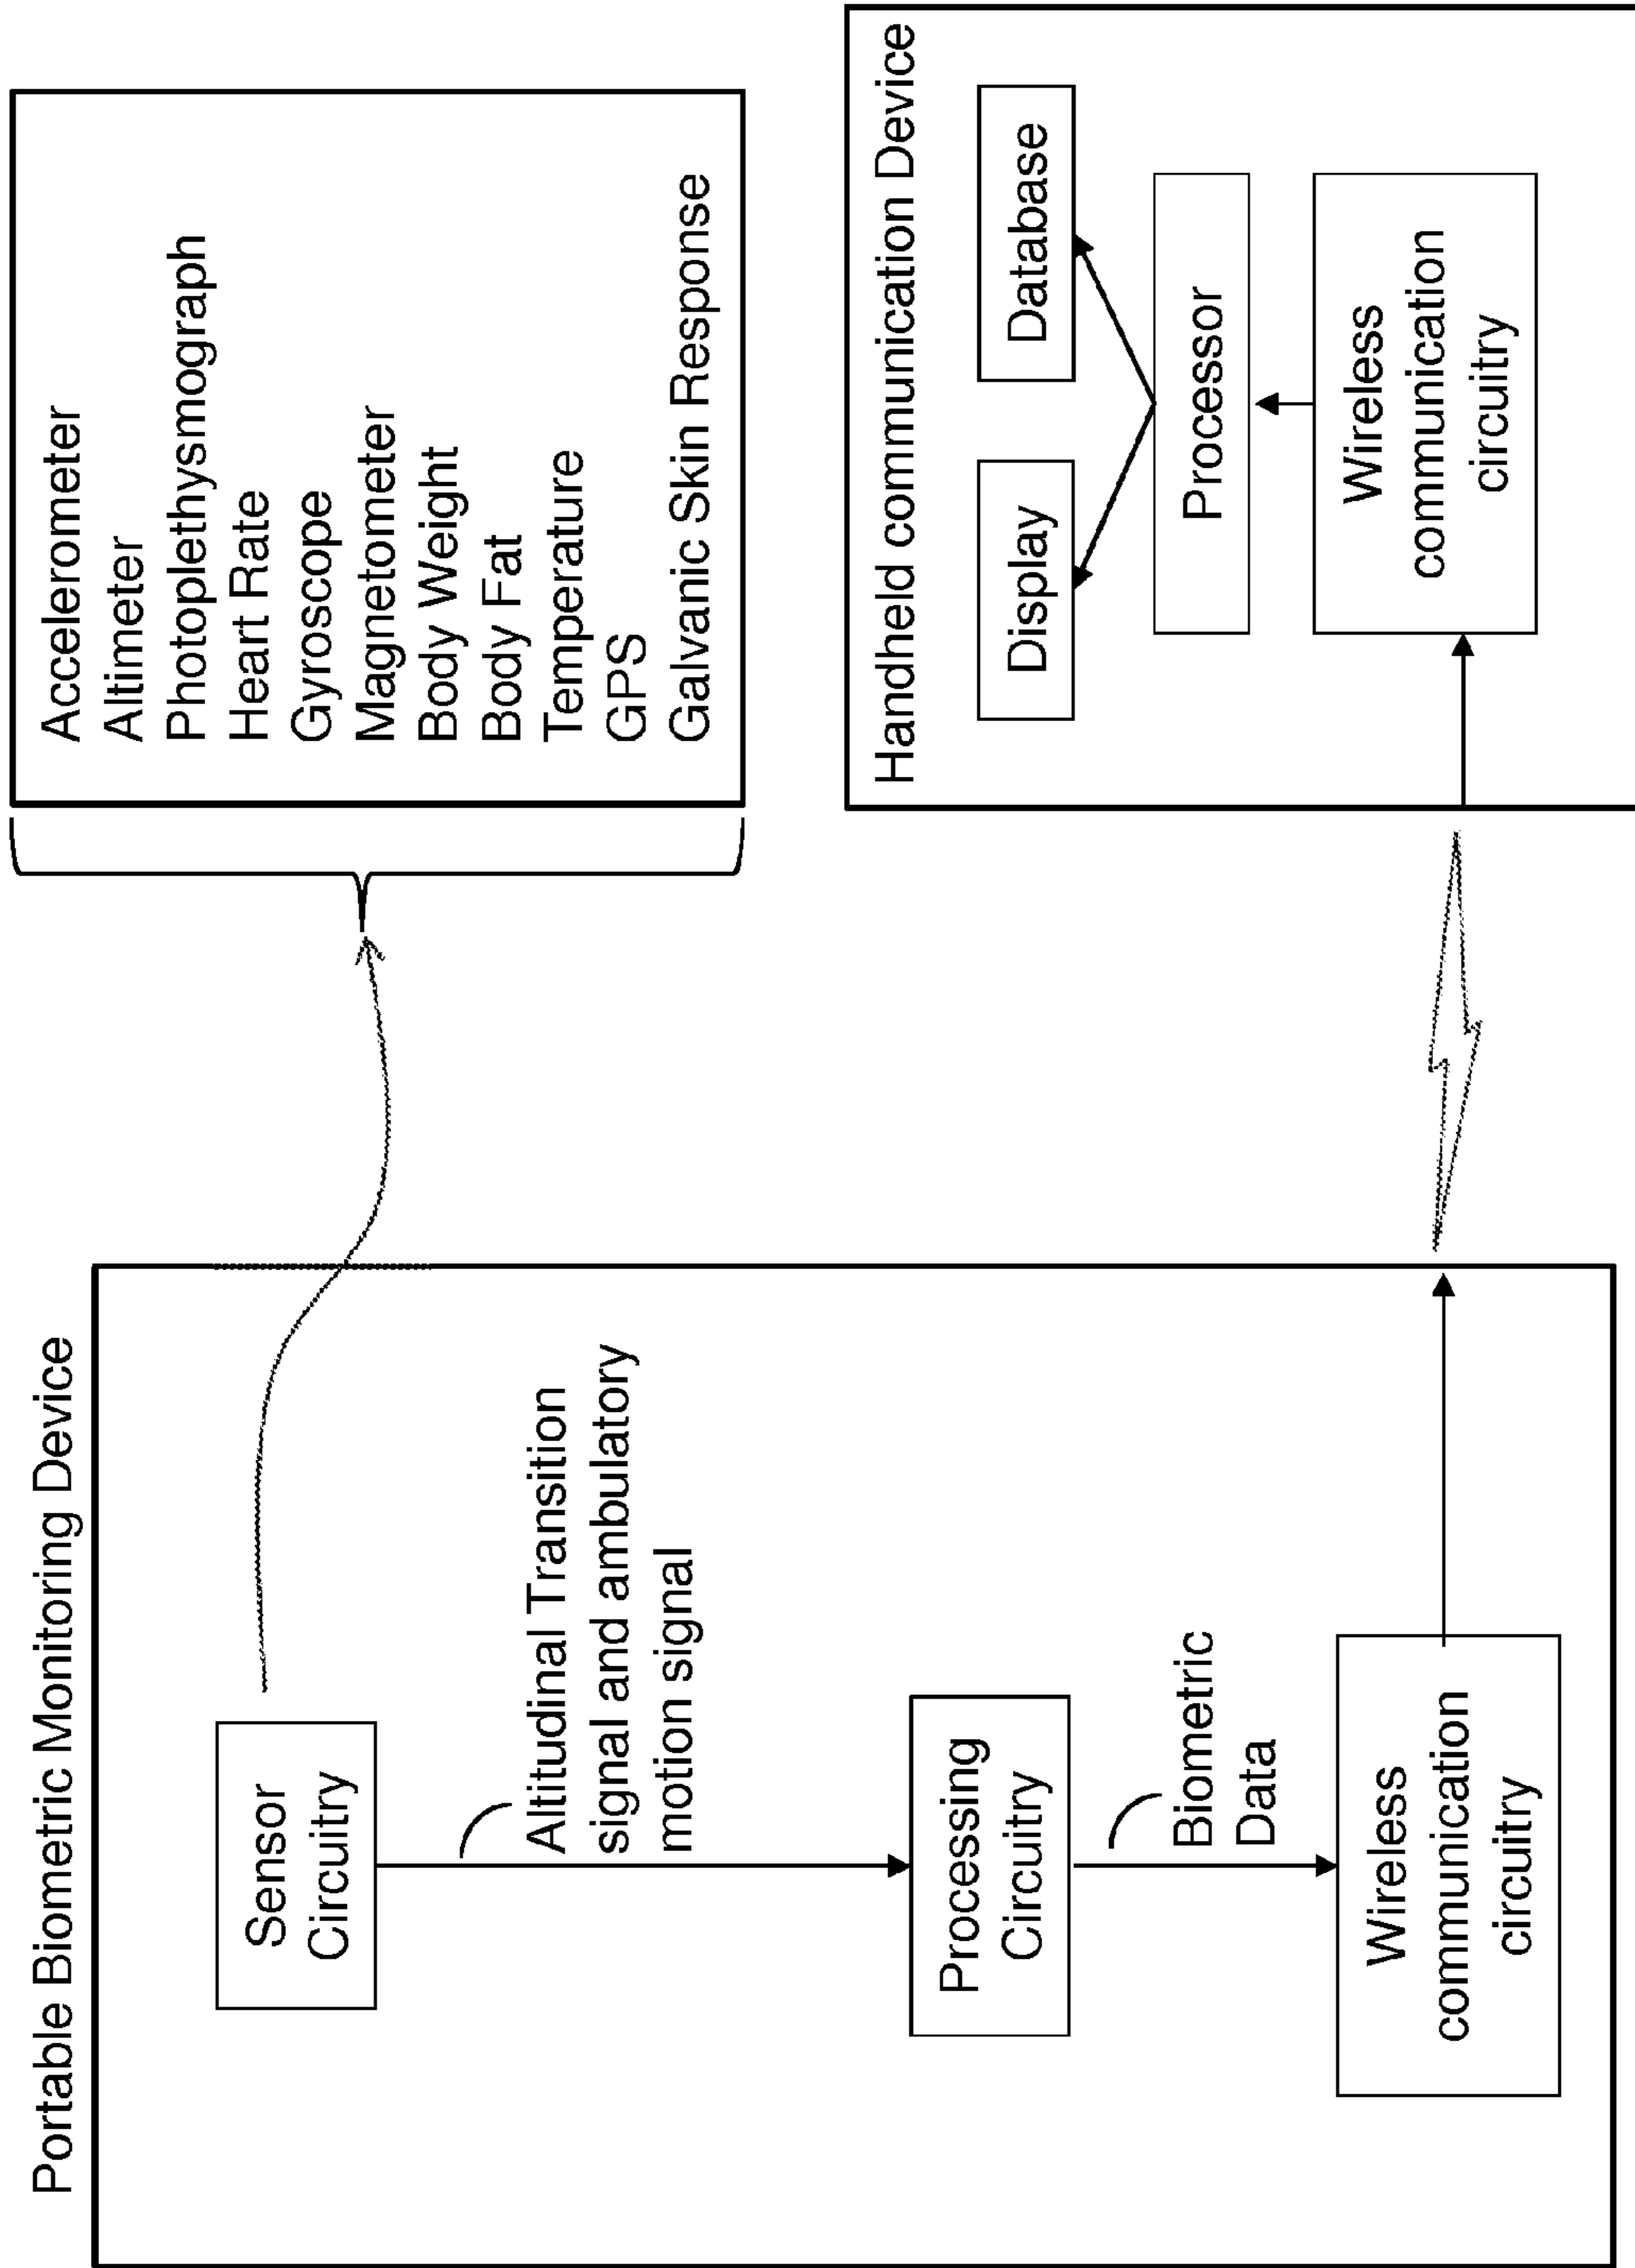 Portable Biometric Monitoring Device
Sensor
Circuitry
Altitudinal Transition
signal and ambulatory
motion signal
Processing
Circuitry
Biometric
Data
Wireless
communication
circuitry
Accelerometer
Altimeter
Photoplethysmograph
Heart Rate
Gyroscope
Magnetometer
Body Weight
Body Fat
Temperature
GPS
Galvanic Skin Response
Handheld communication Device
Display
Database
Processor
Wireless
communication
circuitry